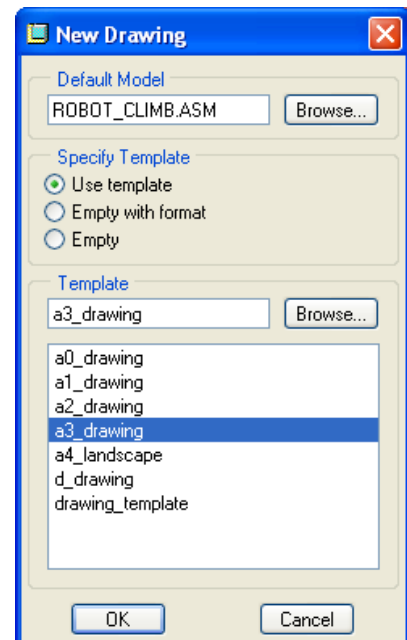 New Drawing
Default Model
ROBOT_CLIMB.ASM Browse...
Specify Template
Use template
Empty with format
Empty
Template
a3_drawing Browse...
a0_drawing
a1_drawing
a2_drawing
a3_drawing
a4_landscape
d_drawing
drawing_template
OK Cancel